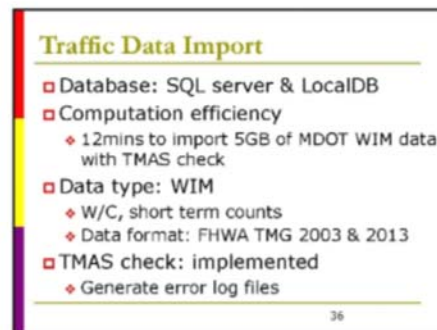 Traffic Data Import
Database: SQL server & LocalDB
Computation efficiency
12mins to import 5GB of MDOT WIM data
with TMAS check
Data type: WIM
W/C, short term counts
Data format: FHWA TMG 2003 & 2013
TMAS check: implemented
Generate error log files
36